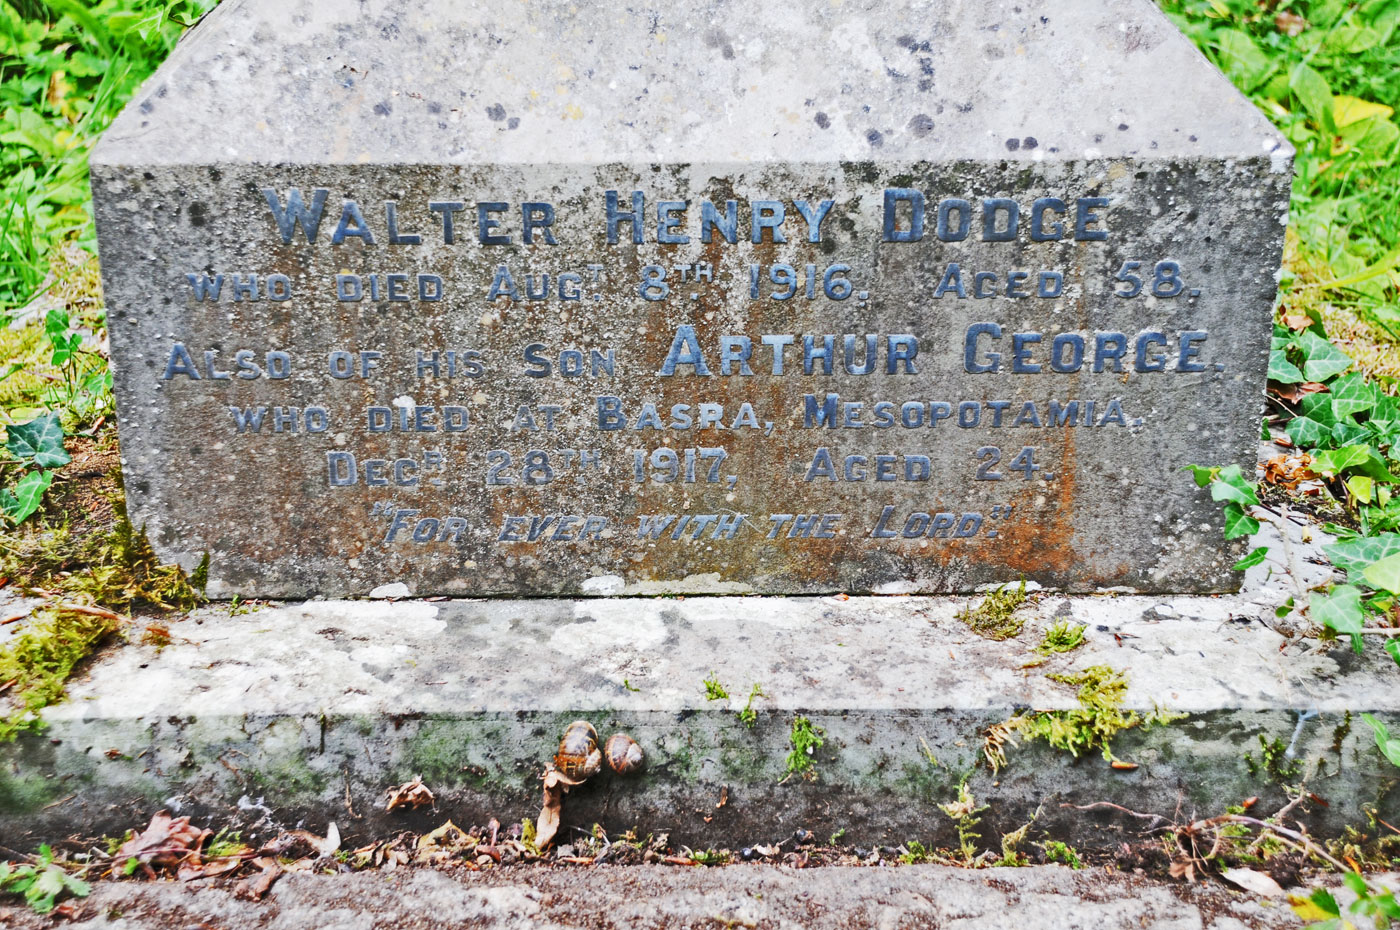 WALTER HENRY DODGE
WHO DIED AUGT. 8TH. 1916. AGED 58.
ALSO OF HIS SON ARTHUR GEORGE.
WHO DIED AT BASRA, MESOPOTAMIA.
DECR. 28TH 1917, AGED 24.
"FOR EVER WITH THE LORD."